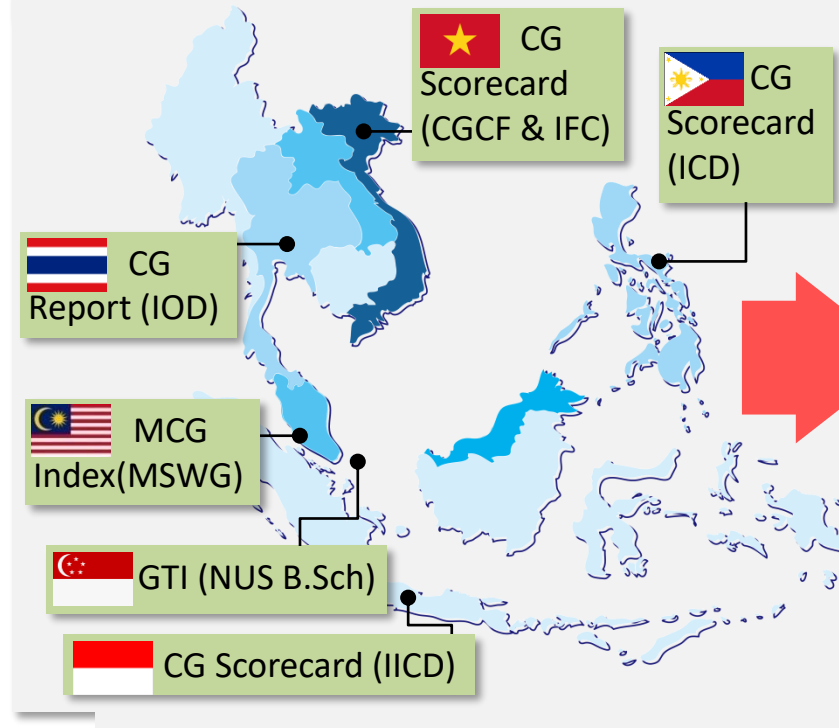 CG
Scorecard
(CGCF & IFC)
CG
Scorecard
(ICD)
CG
Report (IOD)
MCG
Index(MSWG)
GTI (NUS B.Sch)
CG Scorecard (IICD)